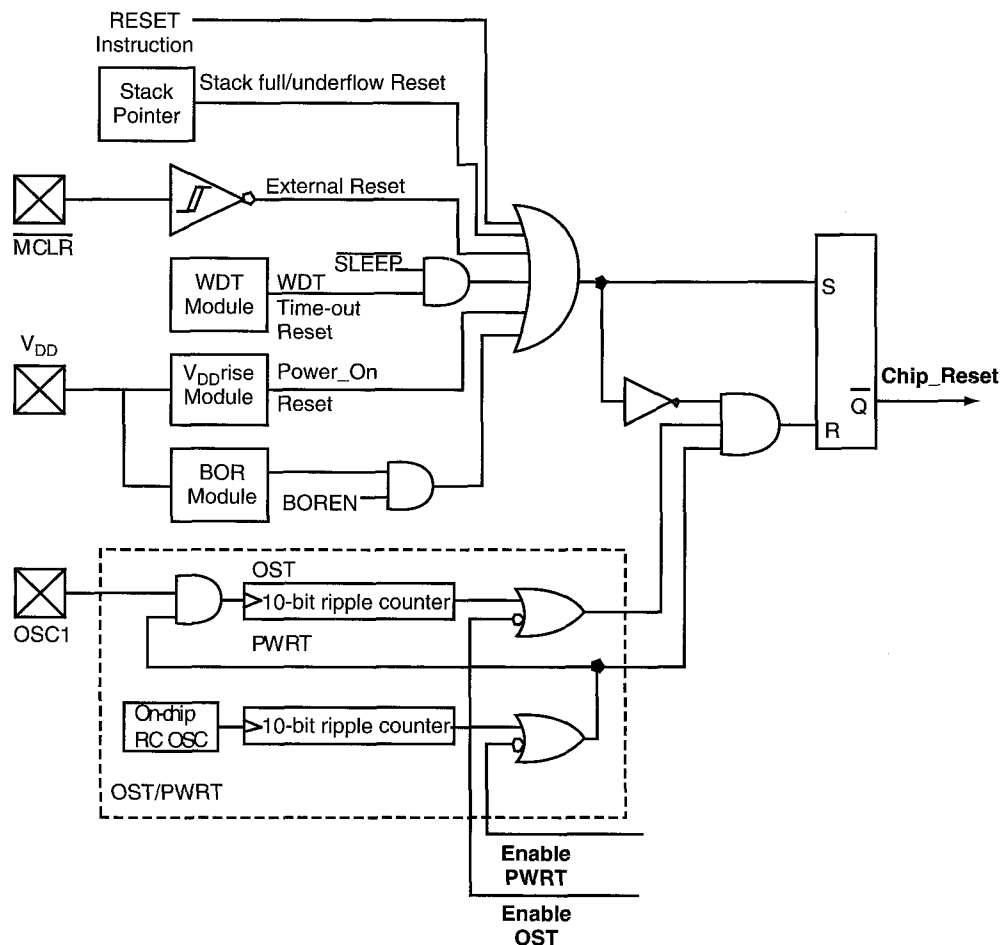 RESET
Instruction
Stack
Pointer
Stack full/underflow Reset
MCLR
External Reset
WDT
Module
WDT
Time-out
Reset
SLEEP
VDD
VDDrise
Module
Power_On
Reset
BOR
Module
BOREN
S
R
Q
Chip_Reset
OSC1
OST
10-bit ripple counter
PWRT
On-chip
RC OSC
10-bit ripple counter
OST/PWRT
Enable
PWRT
Enable
OST